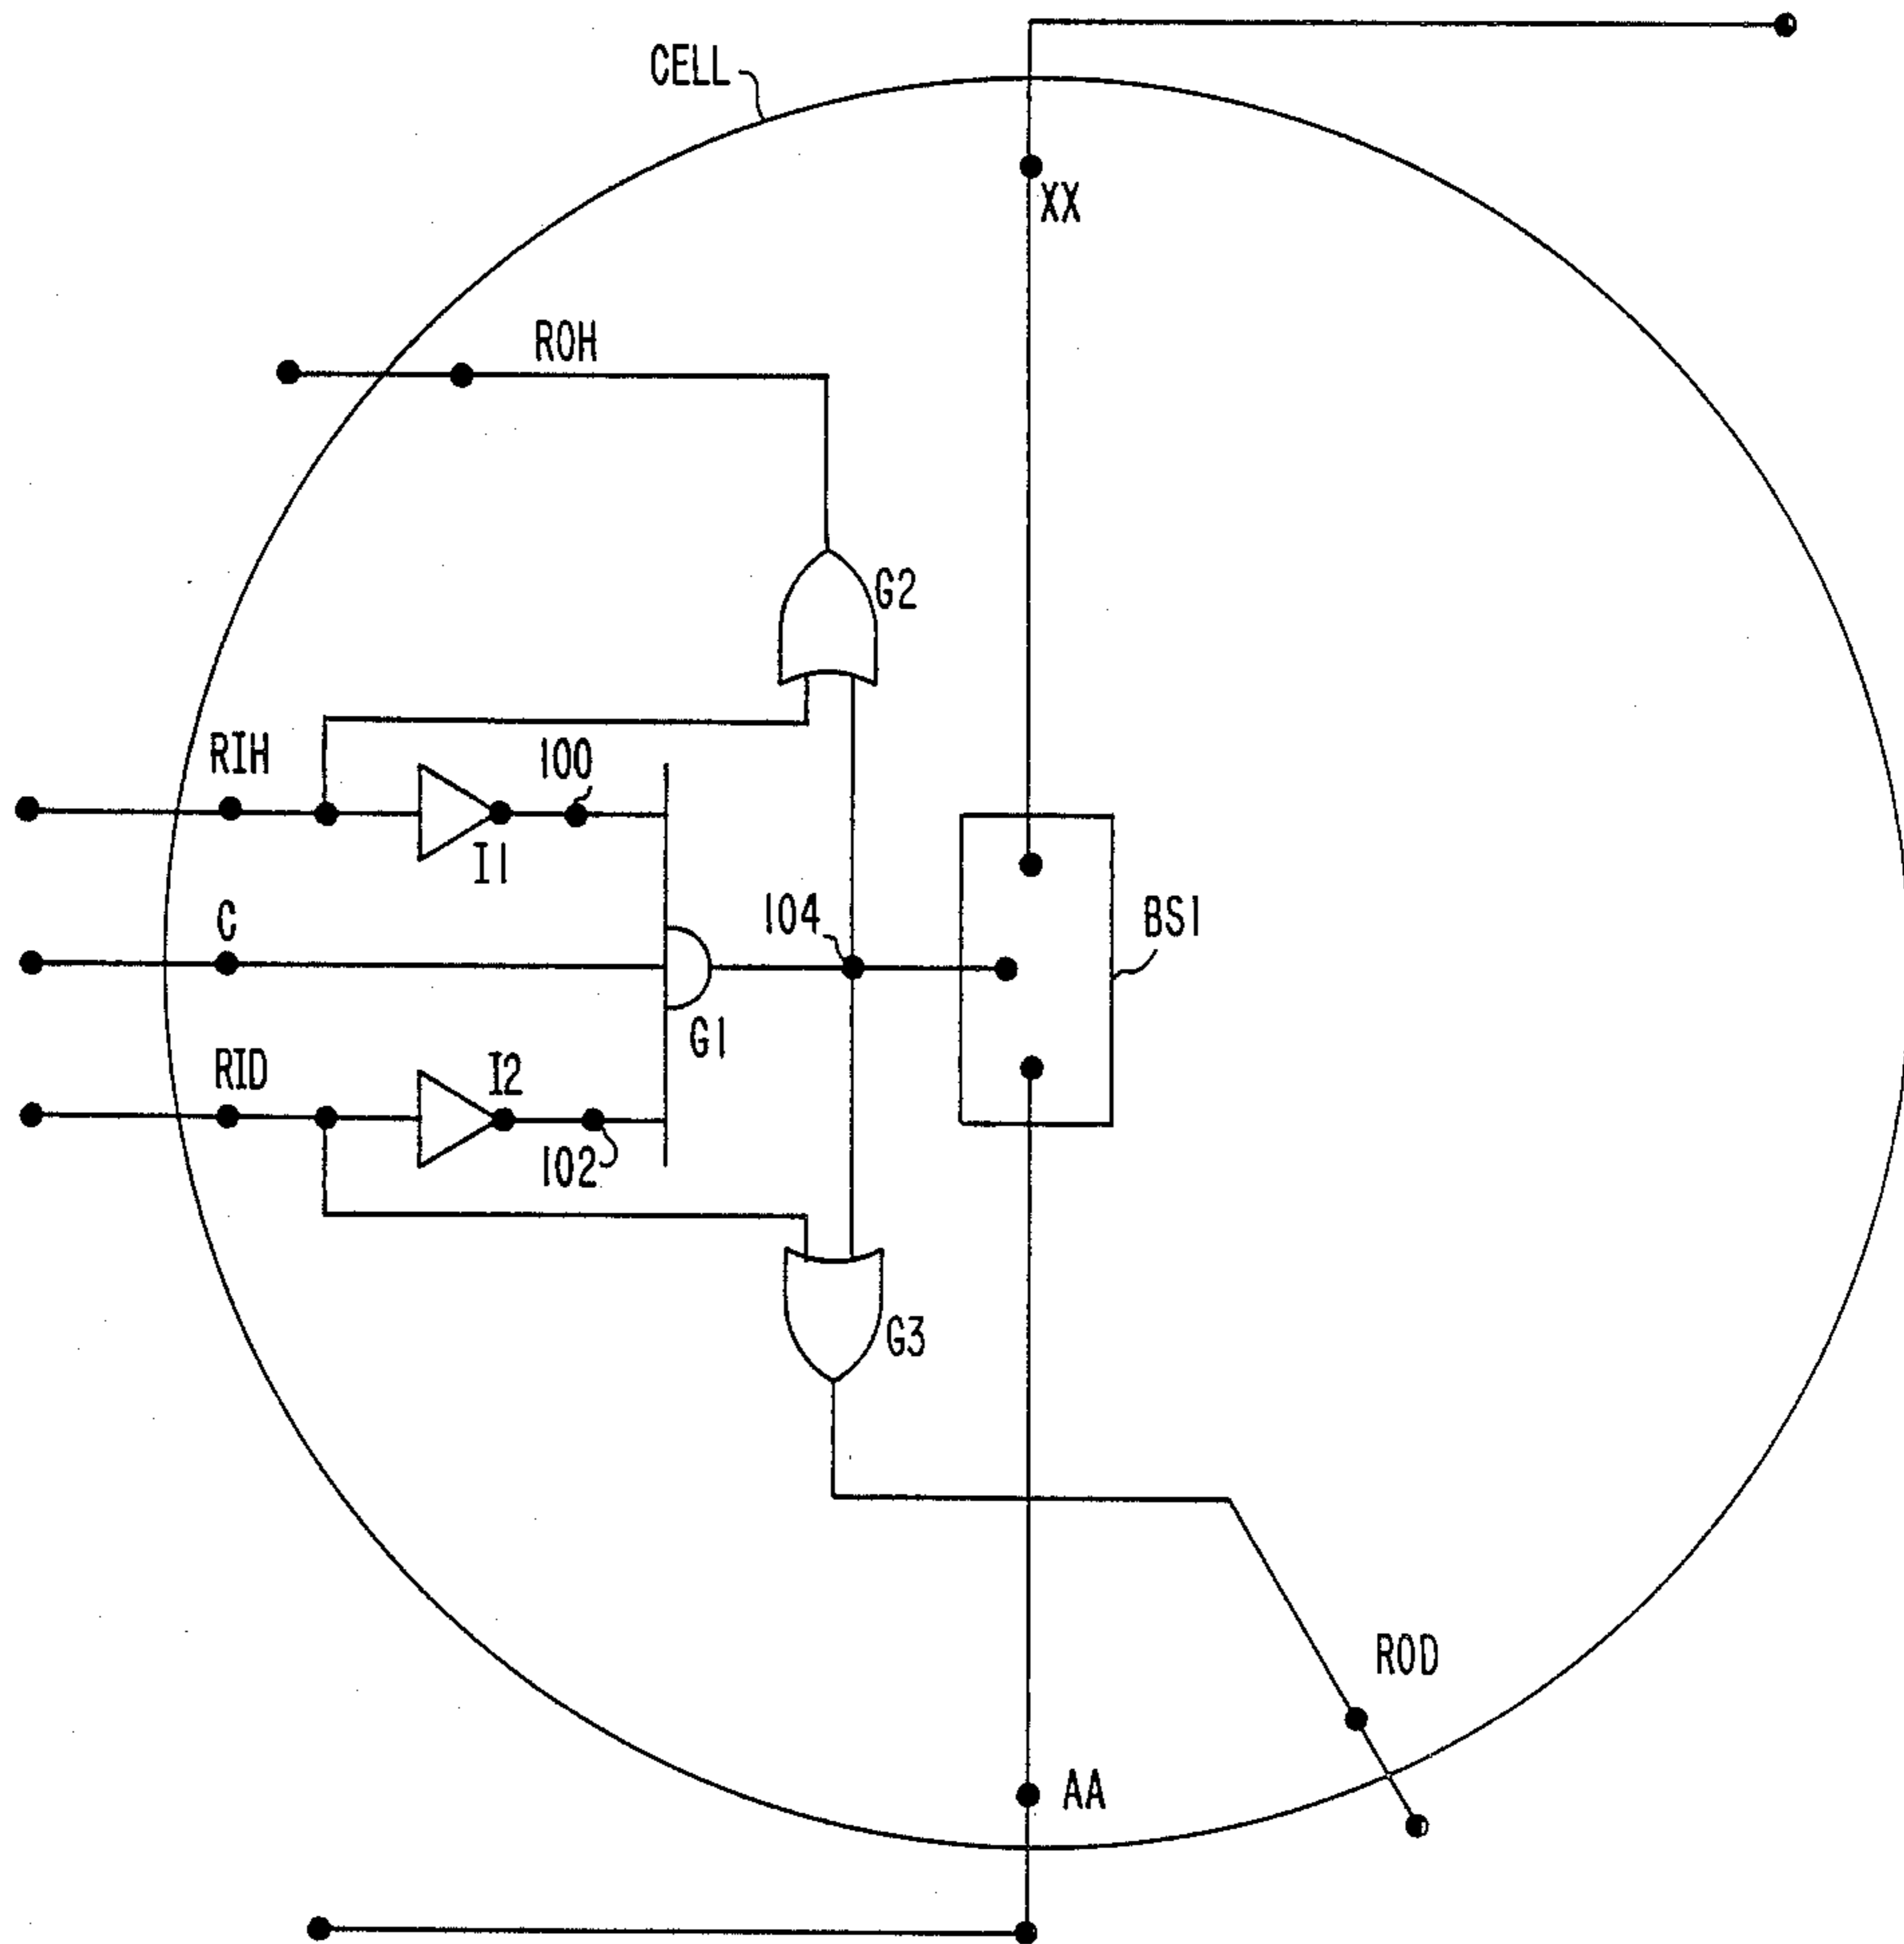 CELL
XX
ROH
G2
RIH
100
I1
C
104
BS1
G1
RID
I2
102
G3
ROD
AA